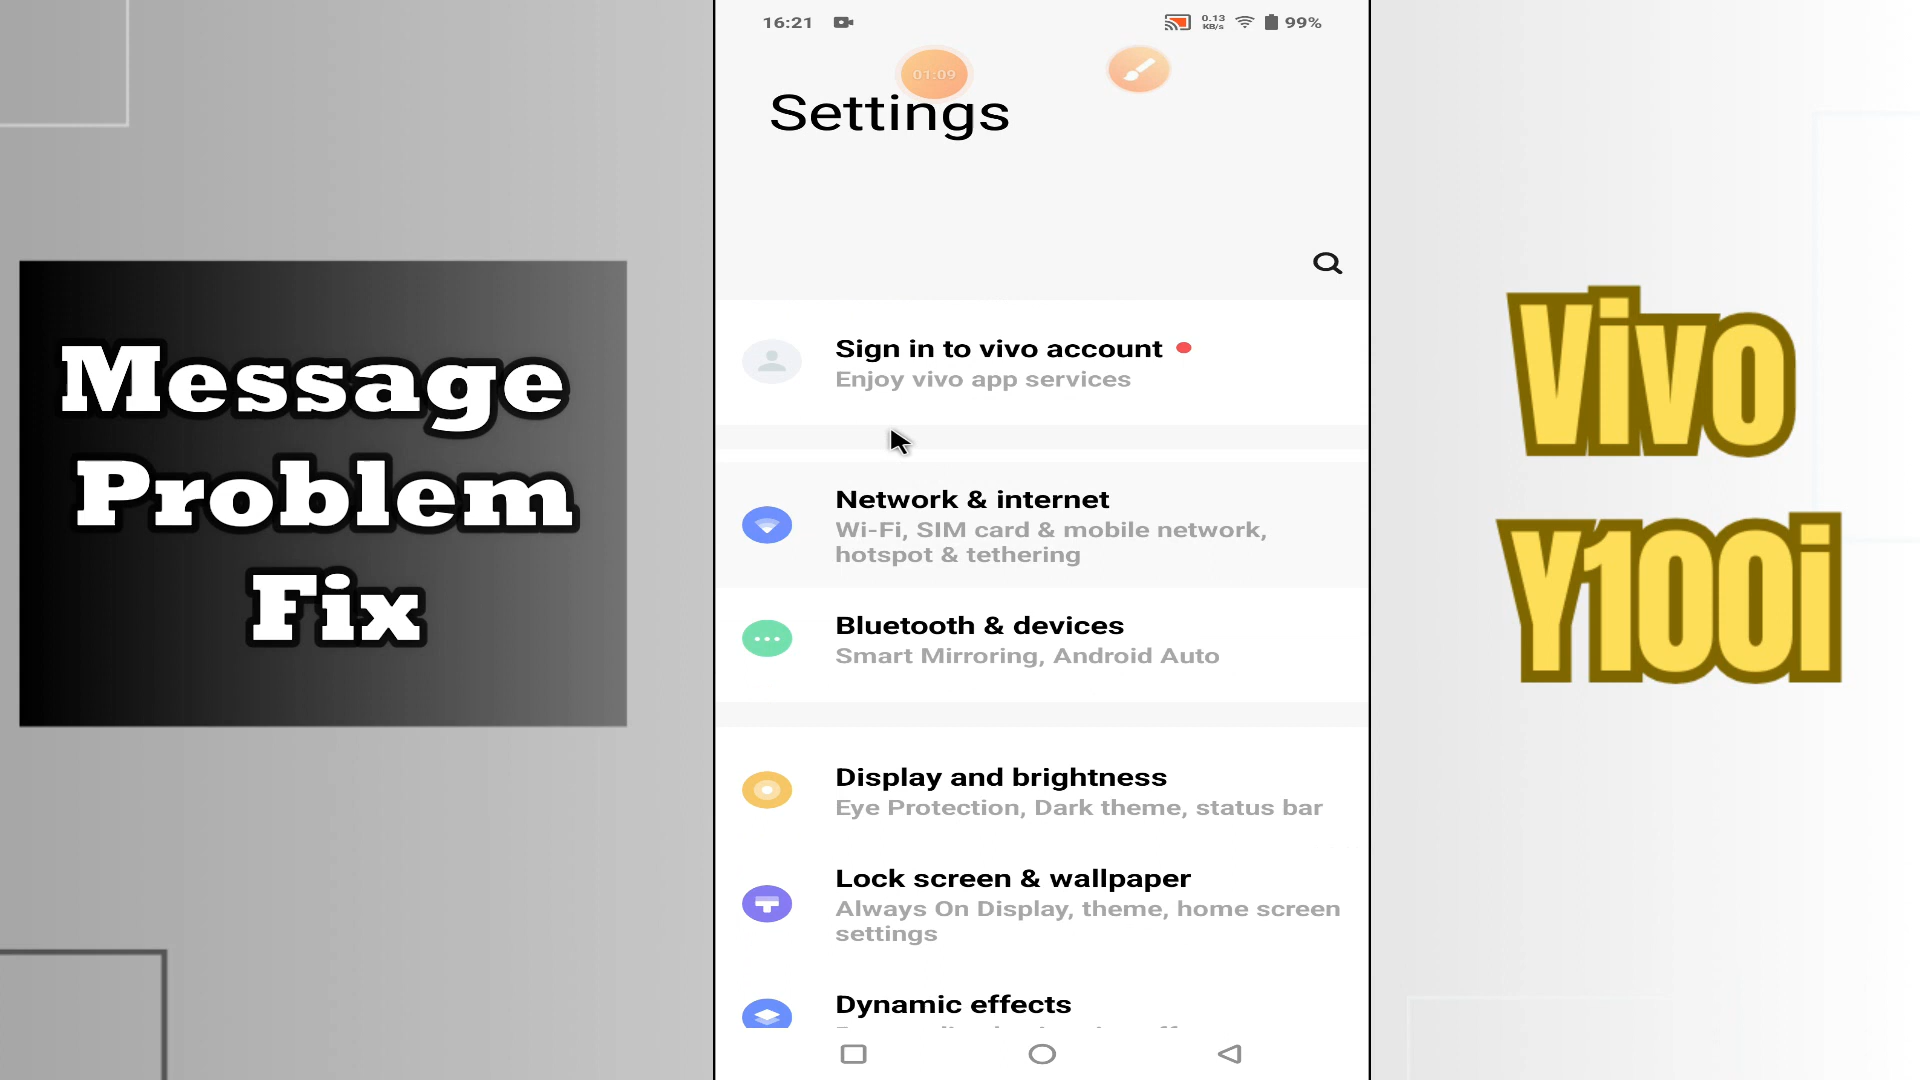 16:21
0.13
KB/s
99%
01:09
Settings
Sign in to vivo account
Enjoy vivo app services
Network & internet
Wi-Fi, SIM card & mobile network,
hotspot & tethering
Bluetooth & devices
Smart Mirroring, Android Auto
Display and brightness
Eye Protection, Dark theme, status bar
Lock screen & wallpaper
Always On Display, theme, home screen
settings
Dynamic effects
Message
Problem
Fix
Vivo
Y100i